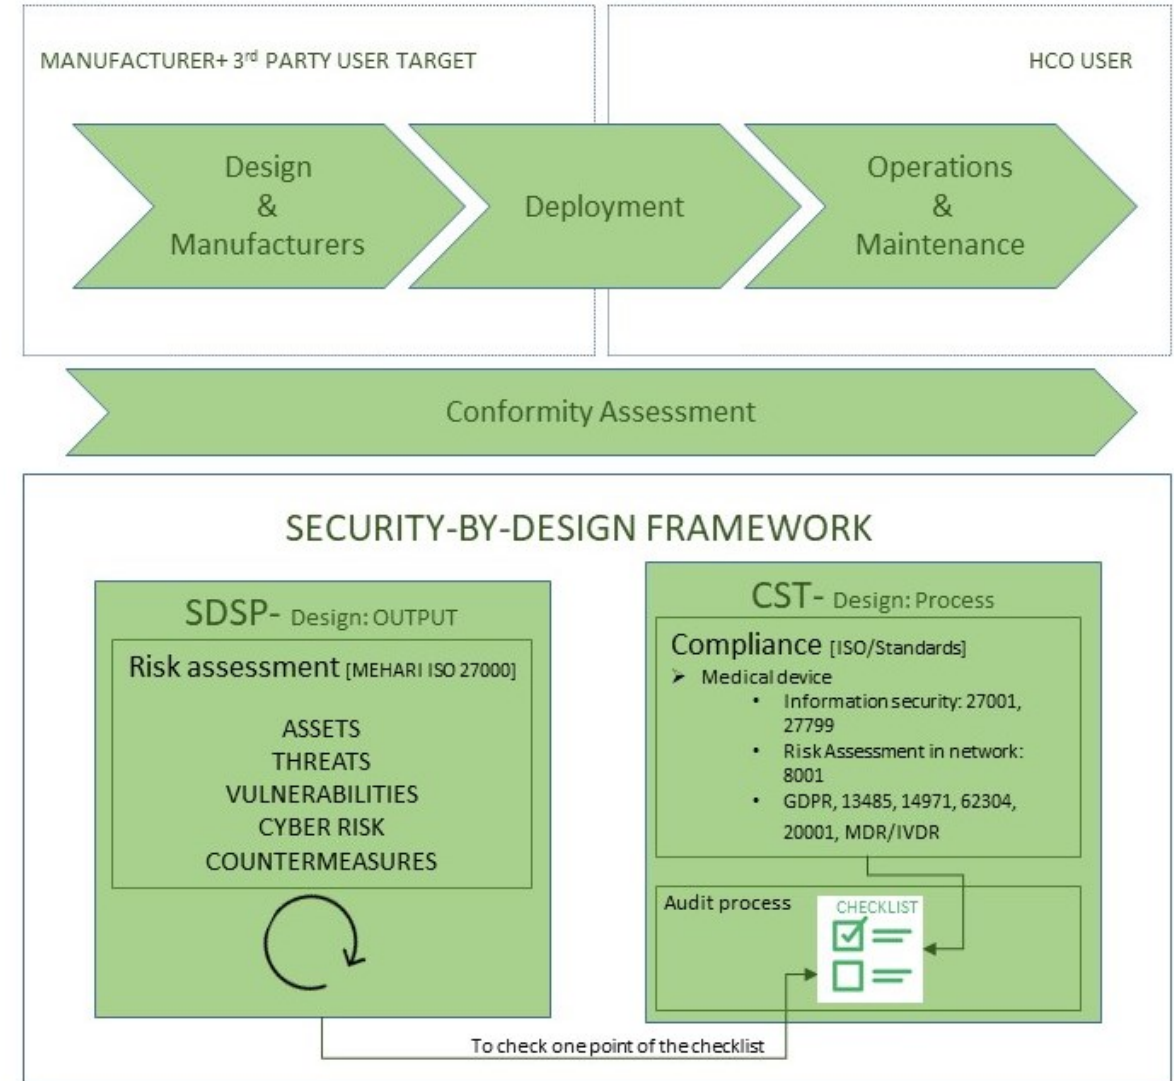 MANUFACTURER+ 3rd PARTY USER TARGET
HCO USER
Design
&
Manufacturers
Deployment
Operations
&
Maintenance
Conformity Assessment
SECURITY-BY-DESIGN FRAMEWORK
SDSP- Design: OUTPUT
Risk assessment [MEHARI ISO 27000]
ASSETS
THREATS
VULNERABILITIES
CYBER RISK
COUNTERMEASURES
CST- Design: Process
Compliance [ISO/Standards]
➢ Medical device
• Information security: 27001,
27799
• Risk Assessment in network:
8001
• GDPR, 13485, 14971, 62304,
20001, MDR/IVDR
Audit process
CHECKLIST
To check one point of the checklist